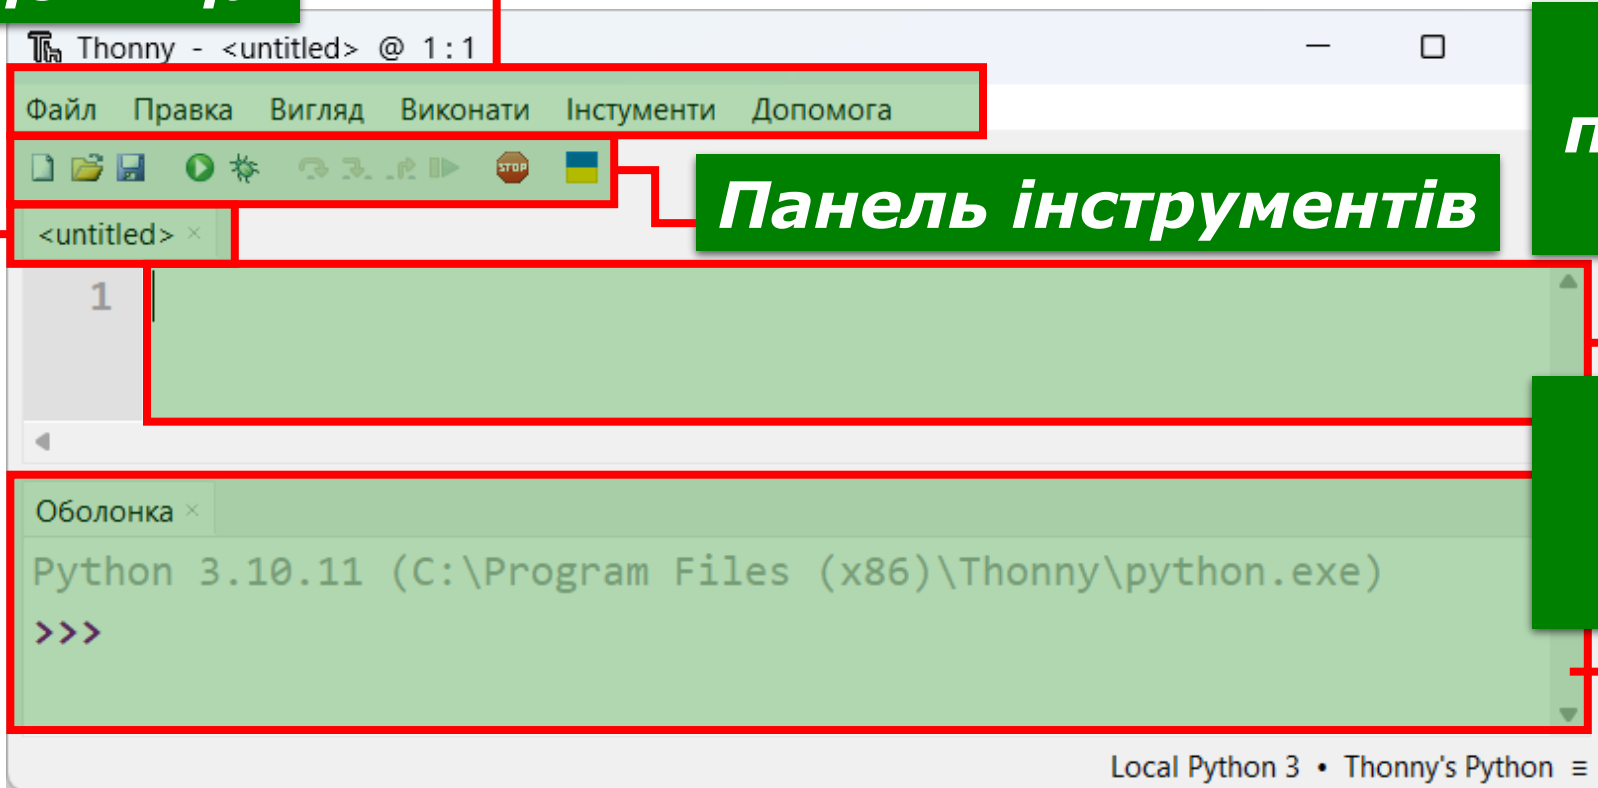 Thonny - <untitled> @ 1:1
Файл Правка Вигляд Виконати Інстументи Допомога
STOP
Панель інструментів
<untitled> ×
1
Оболонка ×
Python 3.10.11 (C:\Program Files (x86)\Thonny\python.exe)
>>>
Local Python 3 • Thonny's Python ≡